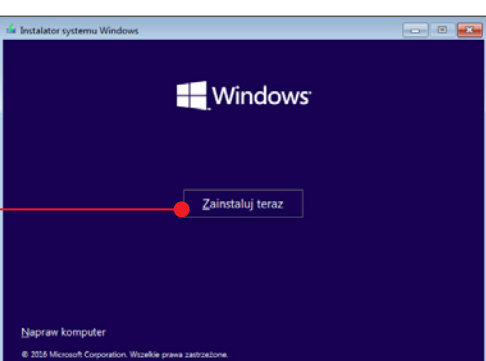 Instalator systemu Windows
Windows
Zainstaluj teraz
Napraw komputer
© 2016 Microsoft Corporation. Wszelkie prawa zastrzeżone.